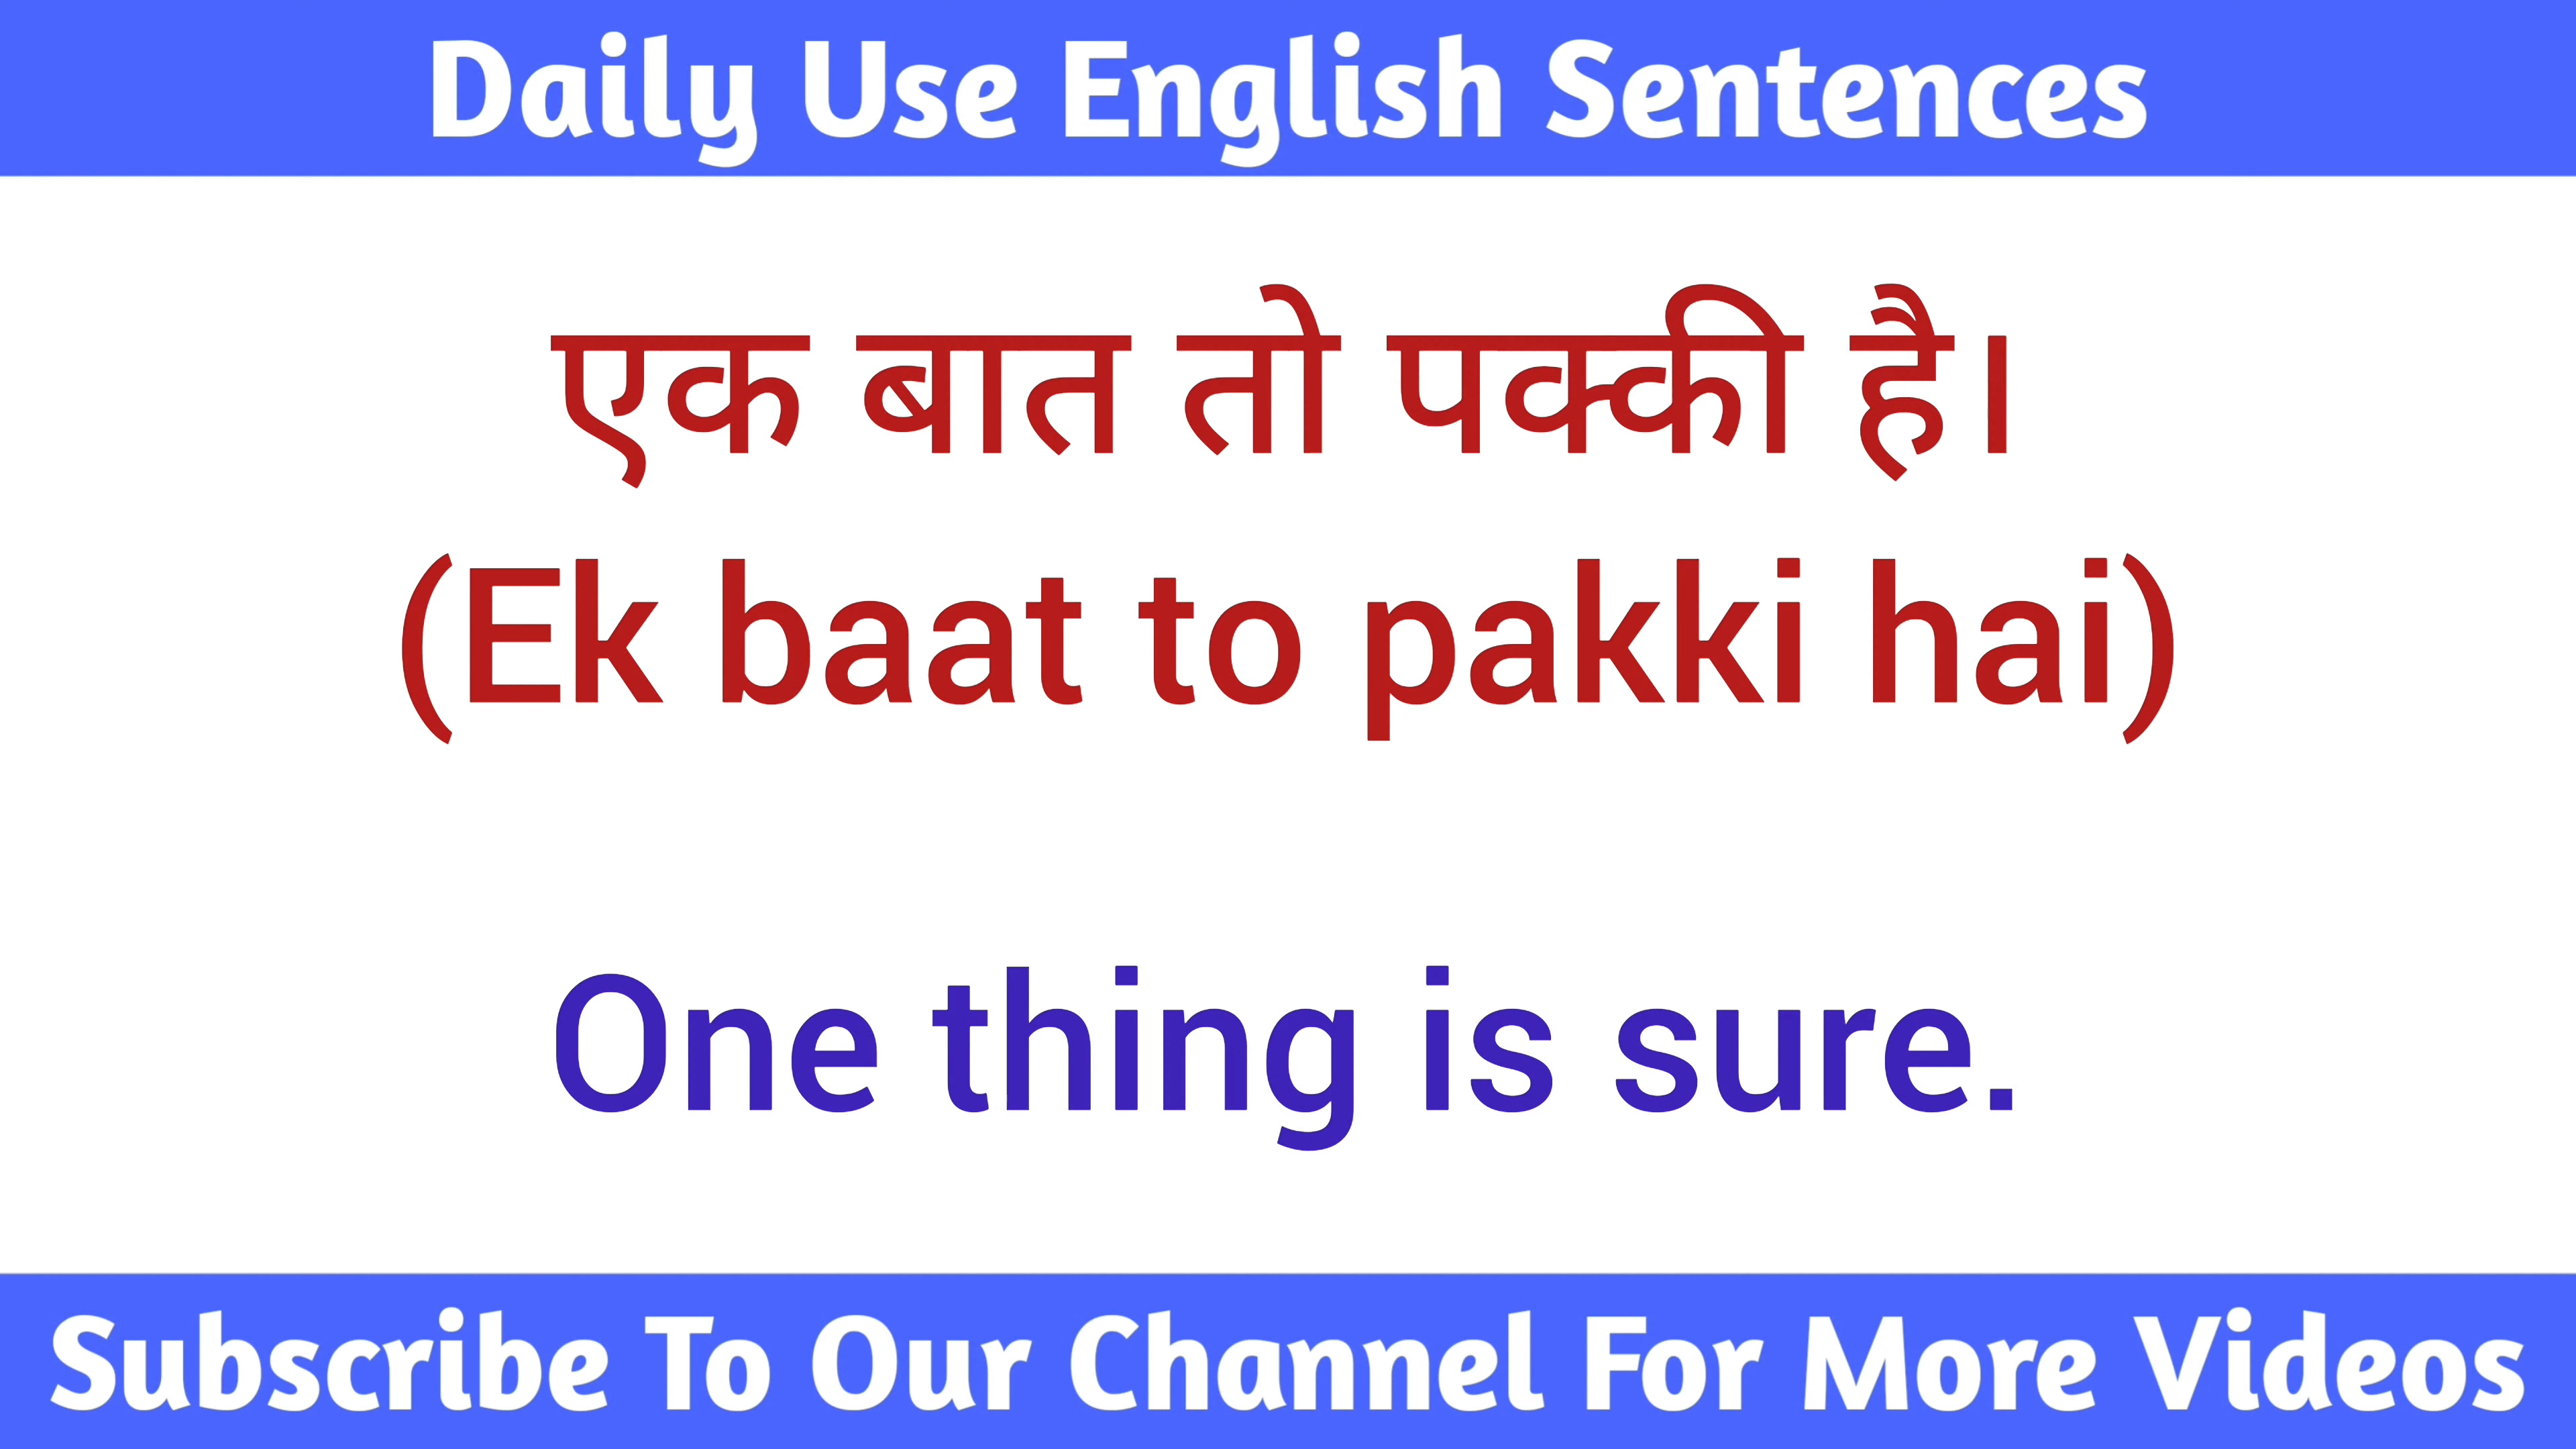 Daily Use English Sentences
एक बात तो पक्की है।
(Ek baat to pakki hai)
One thing is sure.
Subscribe To Our Channel For More Videos